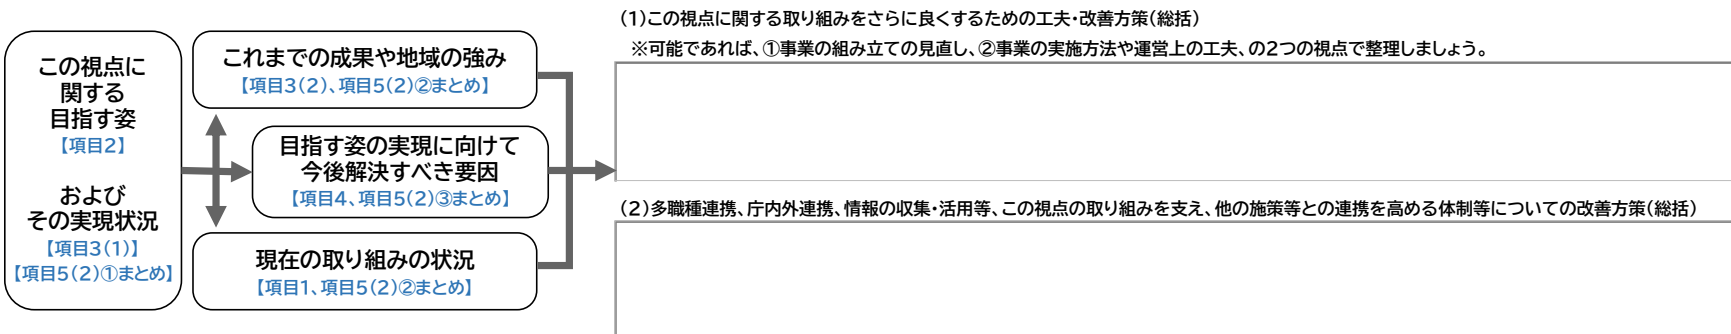 この視点に
関する
目指す姿
【項目2】
および
その実現状況
【項目3(1)】
【項目5(2)①まとめ】
これまでの成果や地域の強み
【項目3(2)、項目5(2)②まとめ】
目指す姿の実現に向けて
今後解決すべき要因
【項目4、項目5(2)③まとめ】
現在の取り組みの状況
【項目1、項目5(2)②まとめ】
(1)この視点に関する取り組みをさらに良くするための工夫・改善方策(総括)
※可能であれば、①事業の組み立ての見直し、②事業の実施方法や運営上の工夫、の2つの視点で整理しましょう。
(2)多職種連携、庁内外連携、情報の収集・活用等、この視点の取り組みを支え、他の施策等との連携を高める体制等についての改善方策(総括)